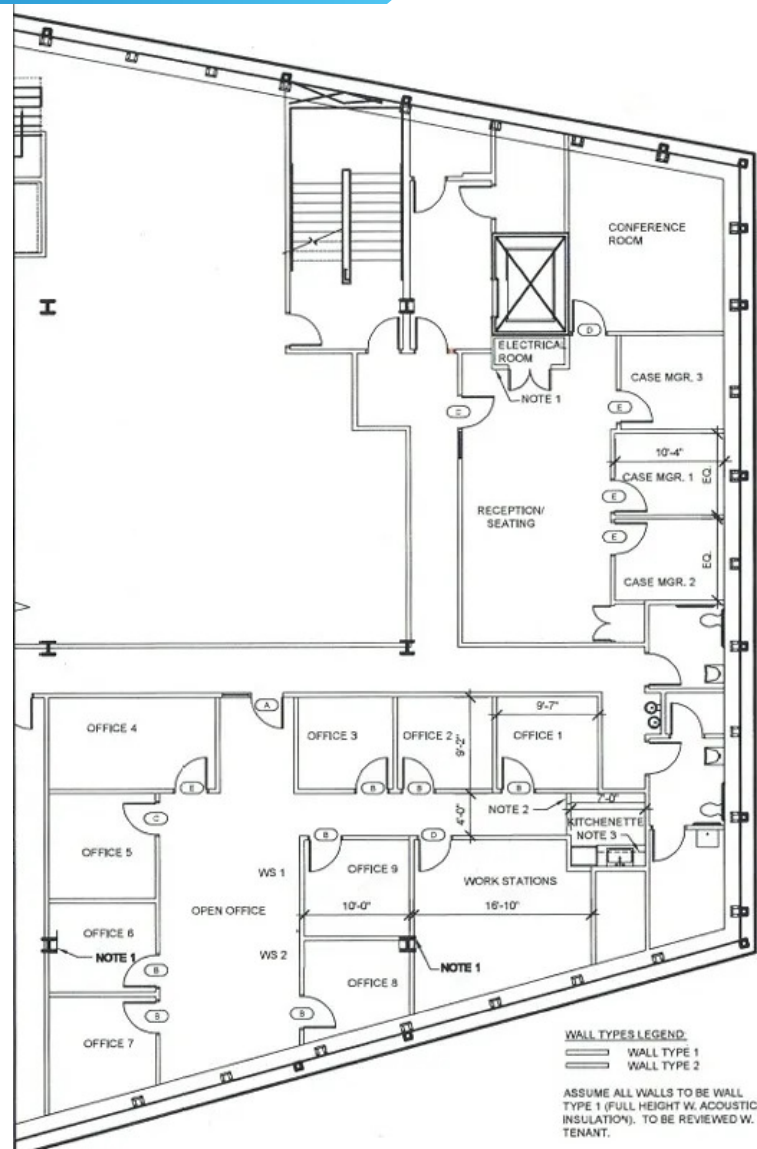 CONFERENCE
ROOM
D
ELECTRICAL
ROOM
NOTE 1
CASE MGR. 3
E
10'-4"
CASE MGR. 1
EQ.
E
RECEPTION/
SEATING
E
CASE MGR. 2
EQ.
A
OFFICE 4
OFFICE 3
OFFICE 2
9'-2"
9'-7"
OFFICE 1
E
B
B
B
NOTE 2
7'-0"
4'-0"
KITCHENETTE
NOTE 3
C
OFFICE 5
B
D
WS 1
OFFICE 9
WORK STATIONS
OPEN OFFICE
10'-0"
16'-10"
OFFICE 6
NOTE 1
WS 2
NOTE 1
B
OFFICE 8
B
B
OFFICE 7
WALL TYPES LEGEND:
WALL TYPE 1
WALL TYPE 2
ASSUME ALL WALLS TO BE WALL
TYPE 1 (FULL HEIGHT W. ACOUSTIC
INSULATION). TO BE REVIEWED W.
TENANT.